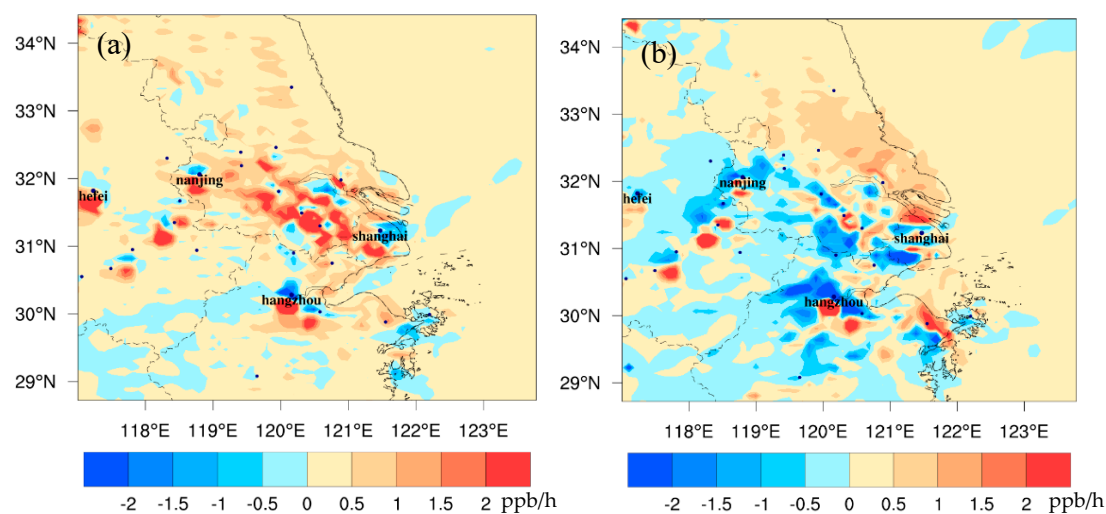 (a)
34°N
33°N
32°N
31°N
30°N
29°N
nanjing
hefei
shanghai
hangzhou
118°E 119°E 120°E 121°E 122°E 123°E
-2 -1.5 -1 -0.5 0 0.5 1 1.5 2 ppb/h
(b)
34°N
33°N
32°N
31°N
30°N
29°N
nanjing
hefei
shanghai
hangzhou
118°E 119°E 120°E 121°E 122°E 123°E
-2 -1.5 -1 -0.5 0 0.5 1 1.5 2 ppb/h